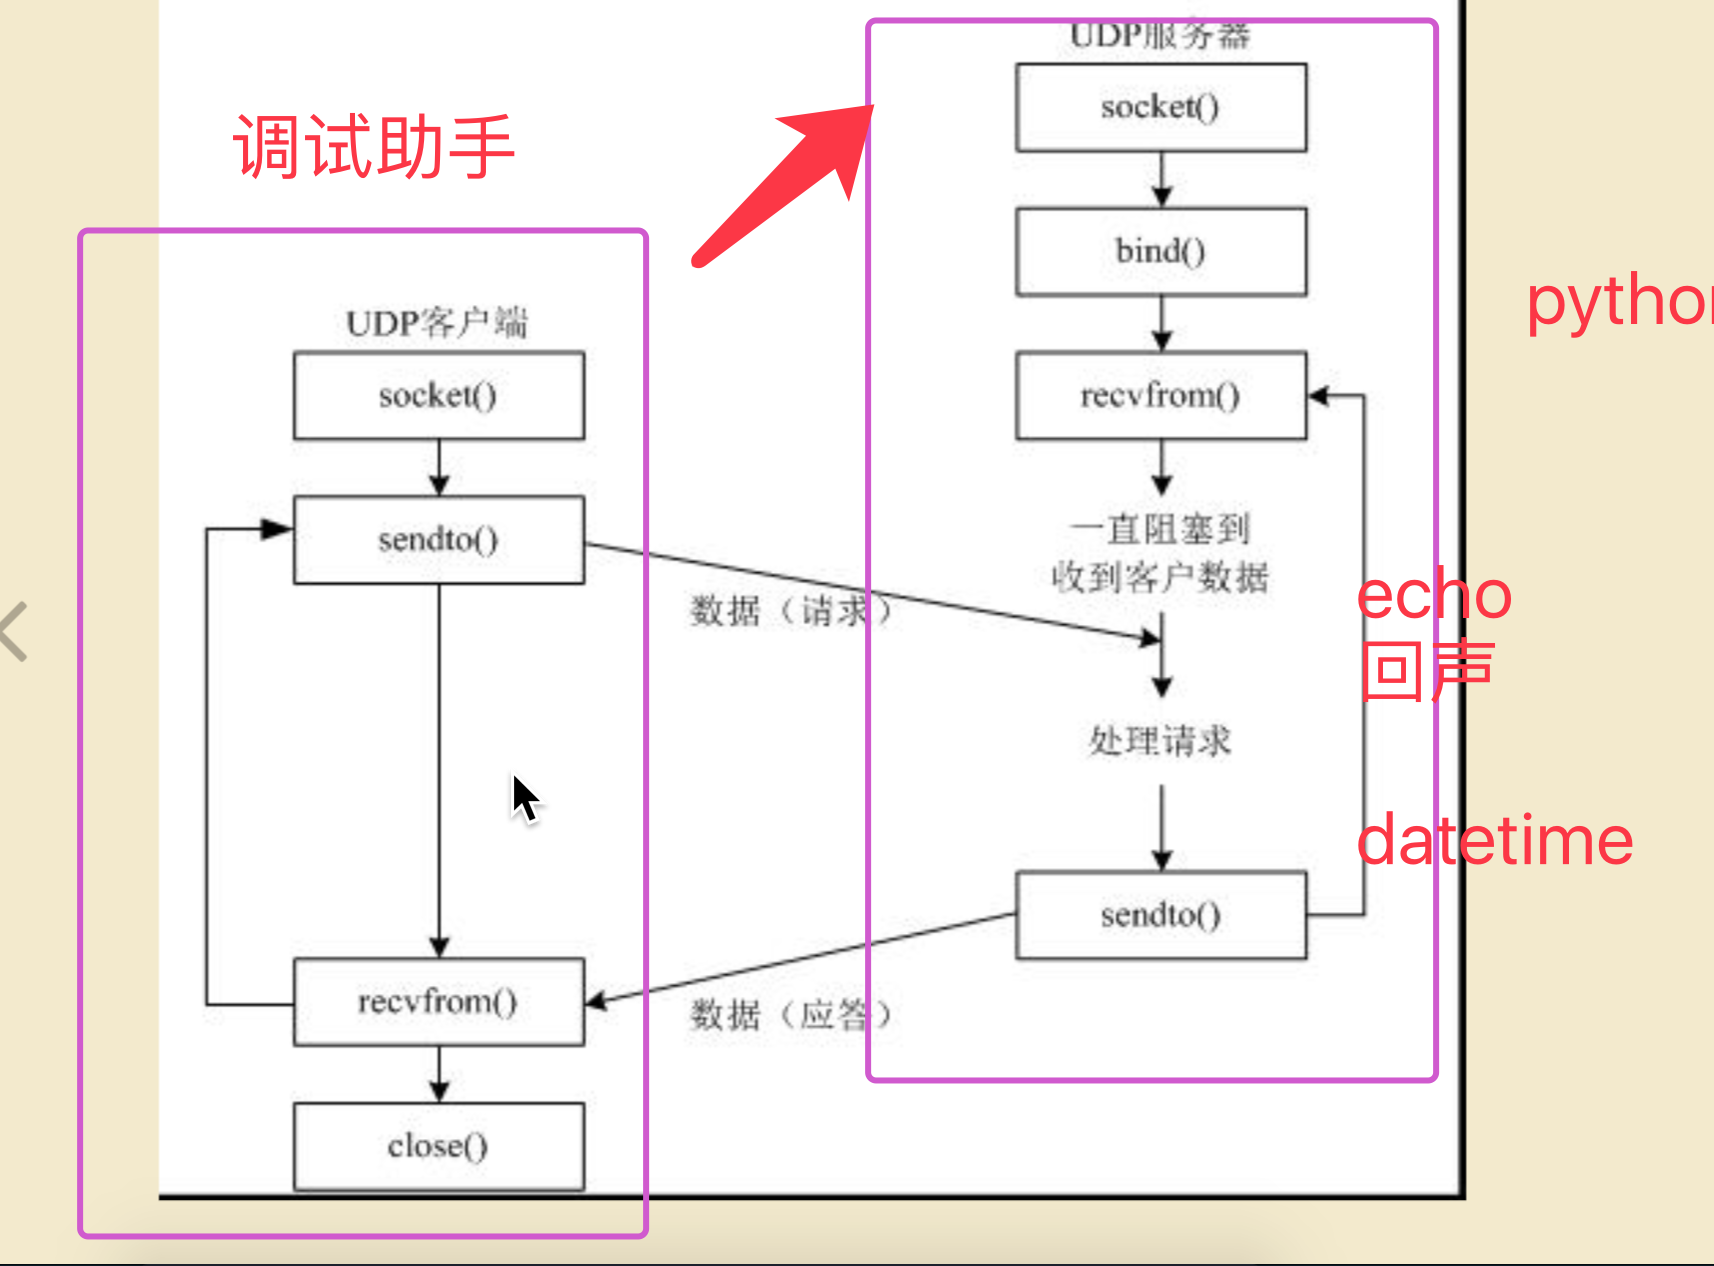 UDP服务器
socket()
调试助手
bind()
UDP客户端
socket()
recvfrom()
sendto()
一直阻塞到
收到客户数据
数据（请求）
echo
回声
处理请求
datetime
sendto()
recvfrom()
数据（应答）
close()